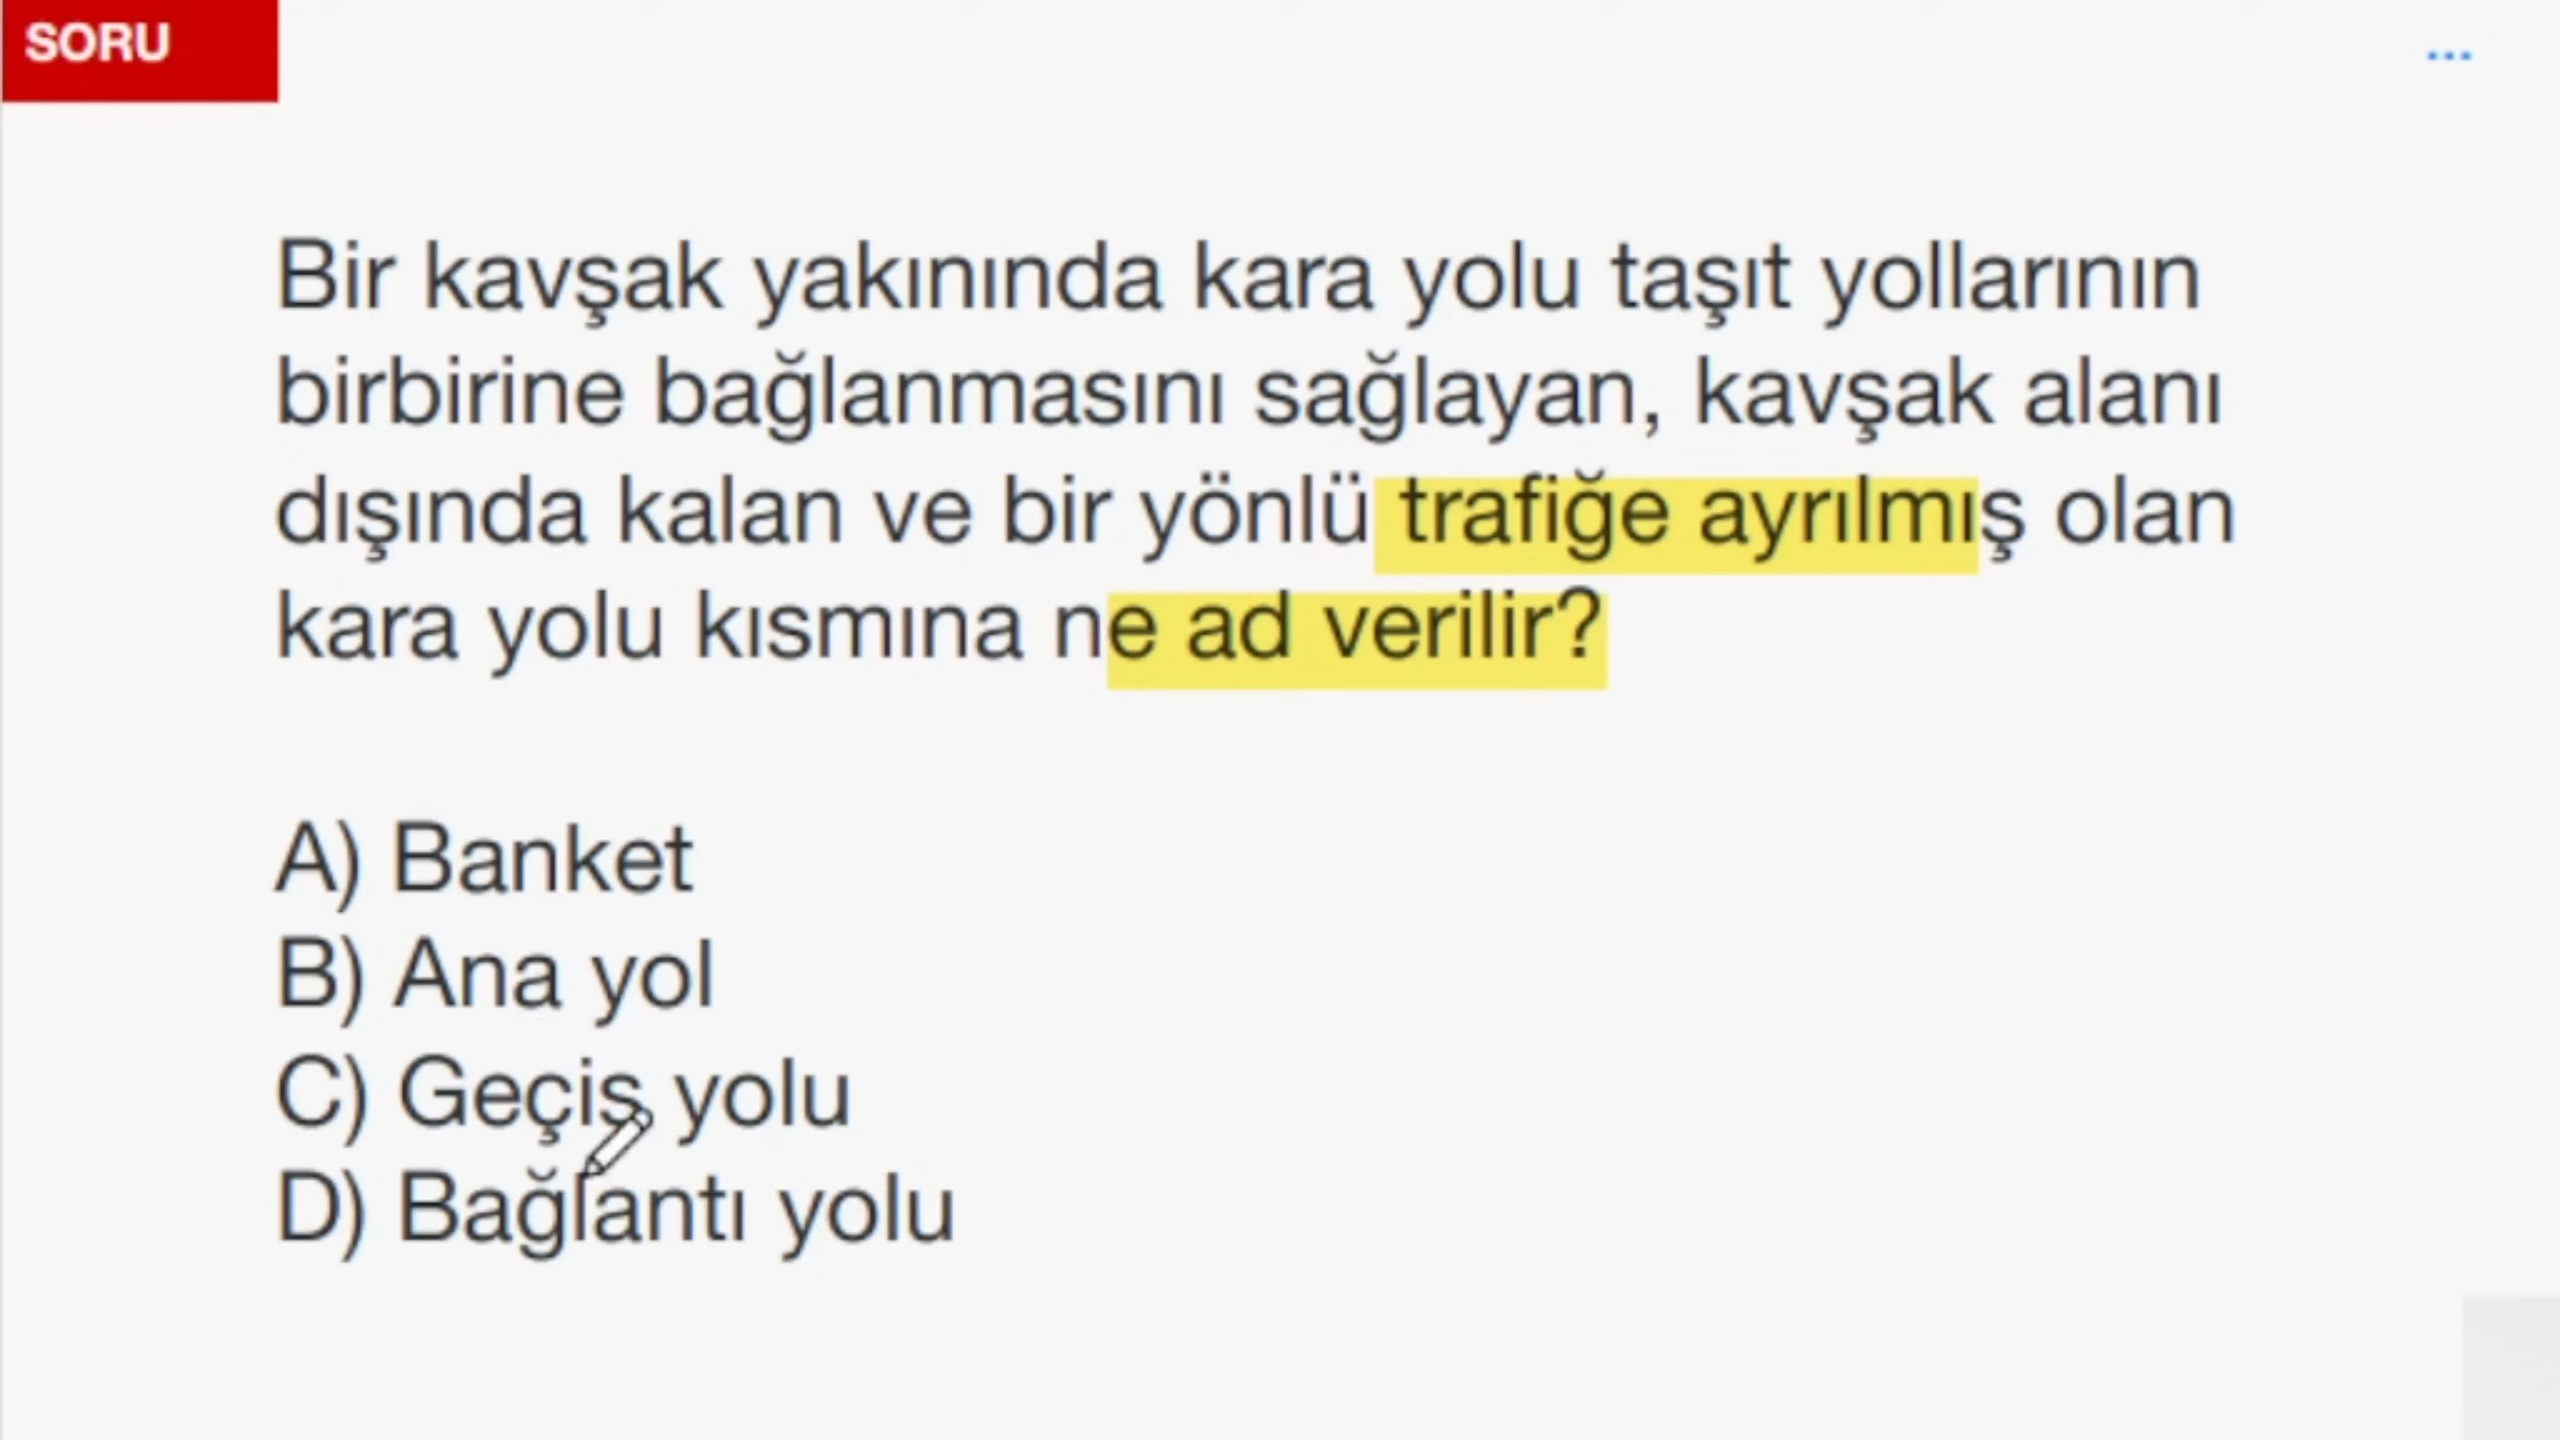 SORU
Bir kavşak yakınında kara yolu taşıt yollarının
birbirine bağlanmasını sağlayan, kavşak alanı
dışında kalan ve bir yönlü trafiğe ayrılmış olan
kara yolu kısmına ne ad verilir?
A) Banket
B) Ana yol
C) Geçiş yolu
D) Bağlantı yolu